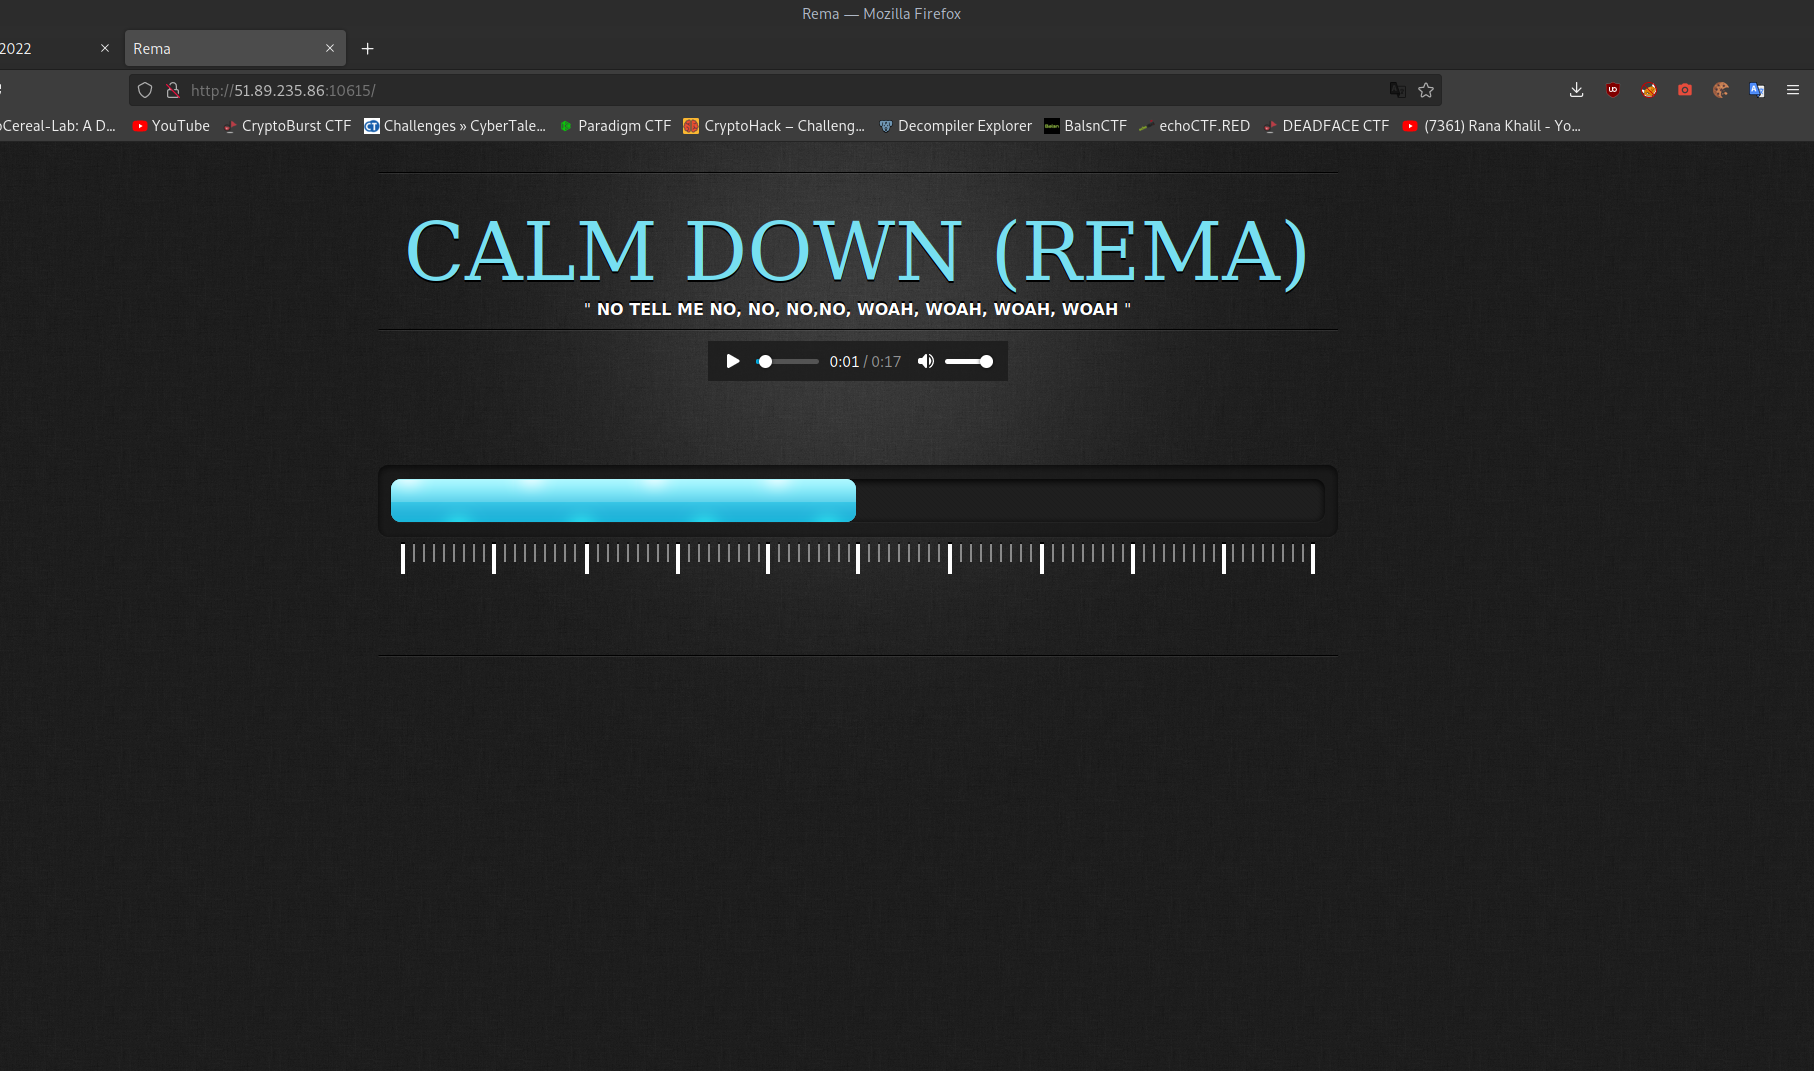 Rema — Mozilla Firefox
2022
Rema
http://51.89.235.86:10615/
oCereal-Lab: A D... YouTube CryptoBurst CTF Challenges » CyberTale... Paradigm CTF CryptoHack – Challeng... Decompiler Explorer BalsnCTF echoCTF.RED DEADFACE CTF (7361) Rana Khalil - Yo...
CALM DOWN (REMA)
" NO TELL ME NO, NO, NO,NO, WOAH, WOAH, WOAH, WOAH "
0:01 / 0:17